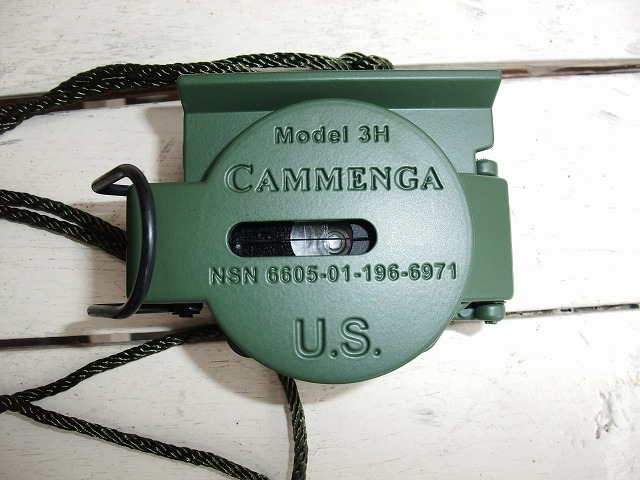 Model 3H
CAMMENGA
NSN 6605-01-196-6971
U.S.